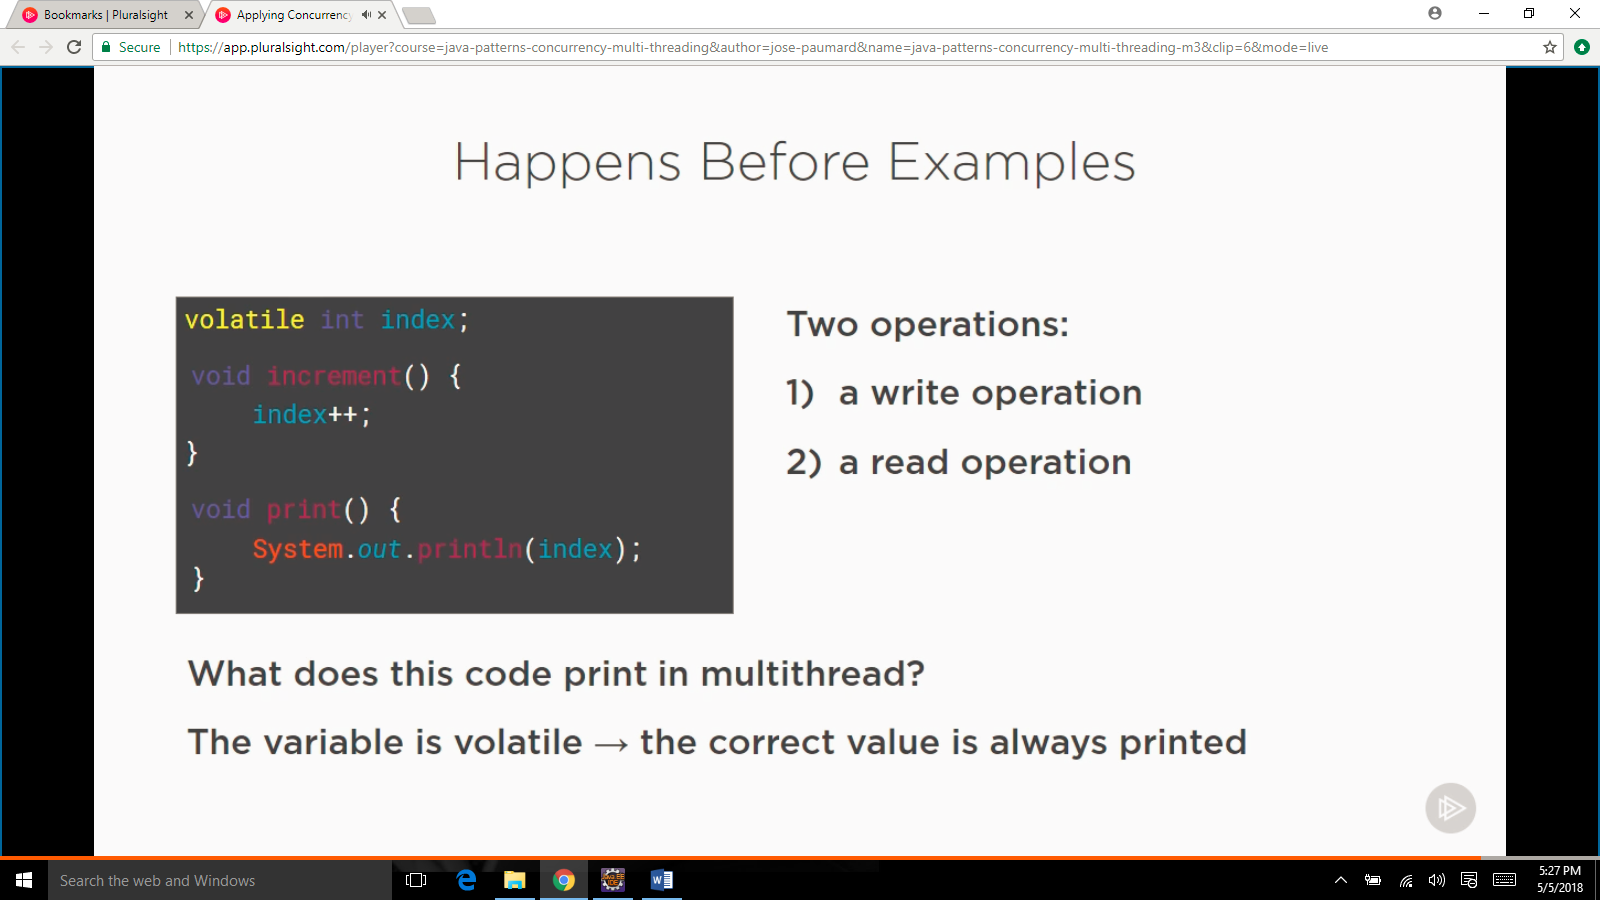 Bookmarks | Pluralsight
Applying Concurrency
Secure
https://app.pluralsight.com/player?course=java-patterns-concurrency-multi-threading&author=jose-paumard&name=java-patterns-concurrency-multi-threading-m3&clip=6&mode=live
Happens Before Examples
volatile int index;
void increment() {
index++;
}
void print() {
System.out.println(index);
}
Two operations:
1) a write operation
2) a read operation
What does this code print in multithread?
The variable is volatile → the correct value is always printed
Search the web and Windows
5:27 PM
5/5/2018